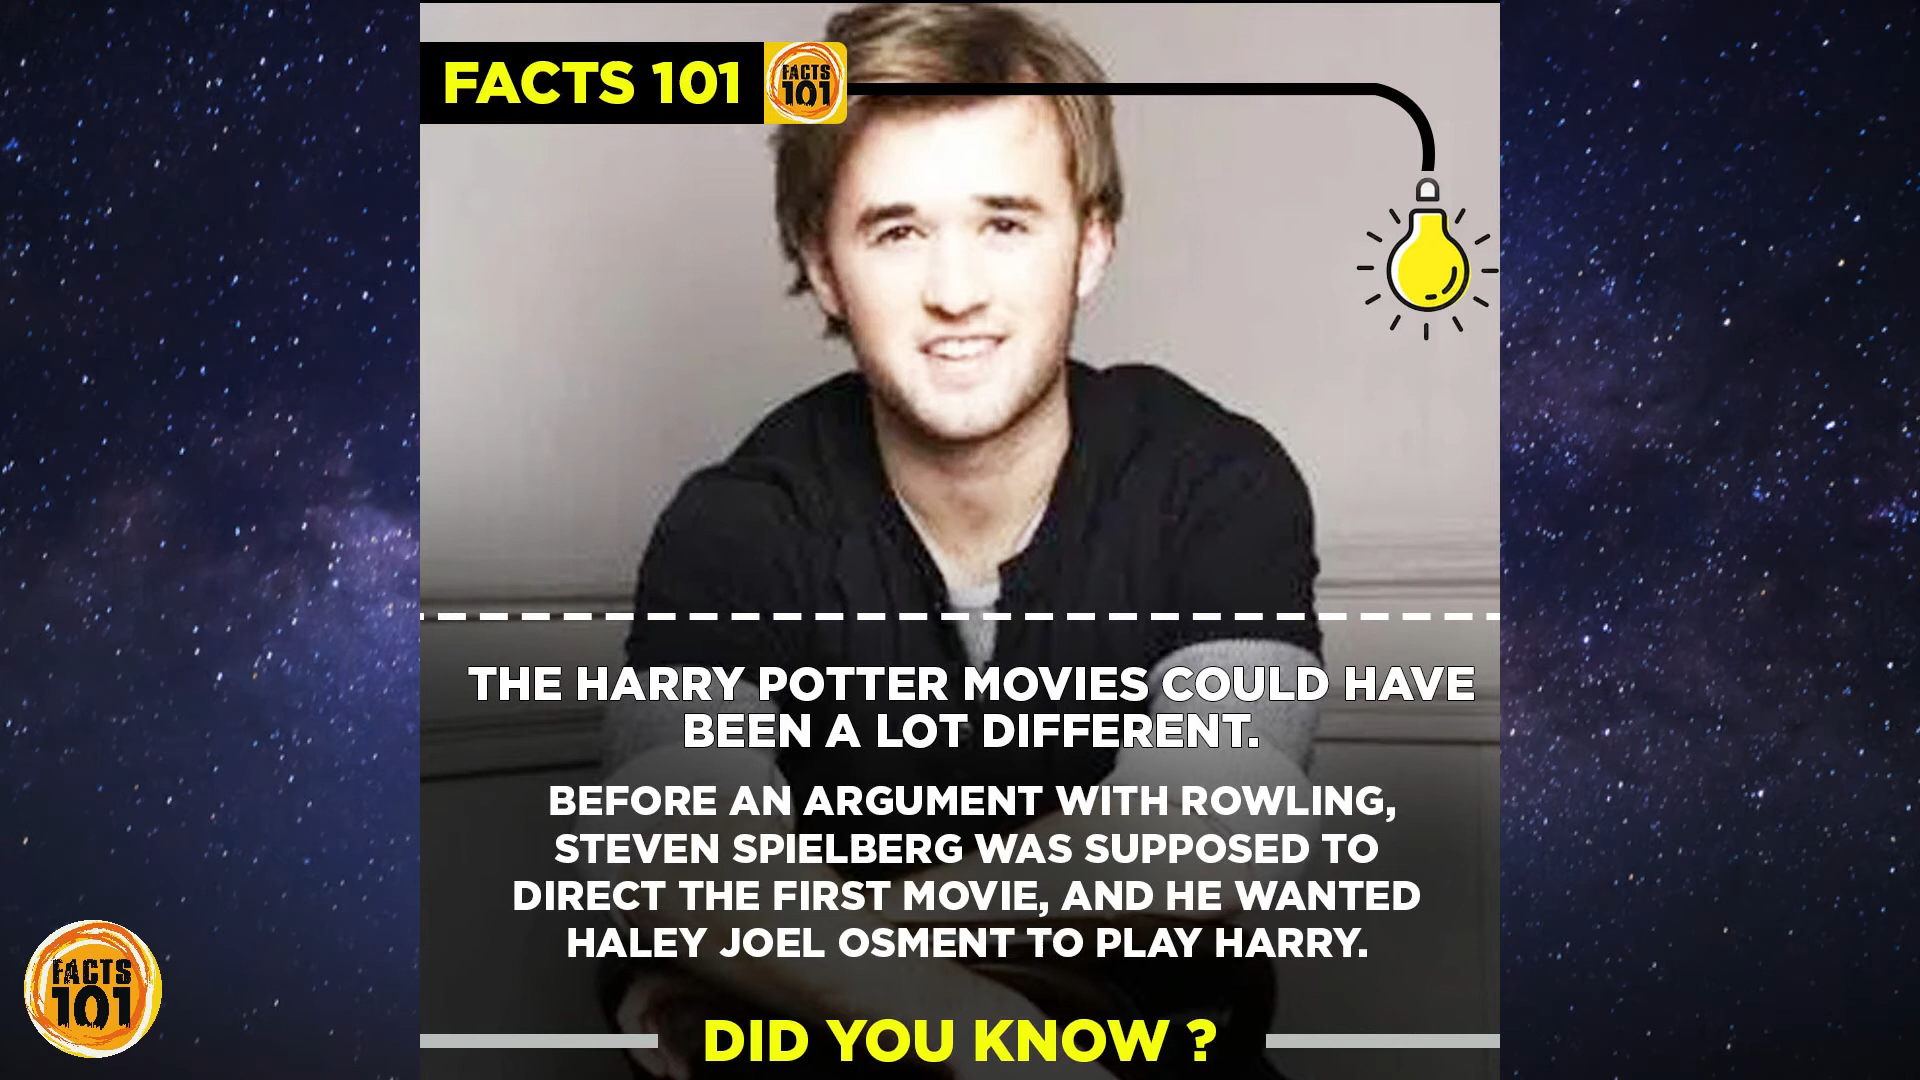 FACTS 101
FACTS
101
THE HARRY POTTER MOVIES COULD HAVE
BEEN A LOT DIFFERENT.
BEFORE AN ARGUMENT WITH ROWLING,
STEVEN SPIELBERG WAS SUPPOSED TO
DIRECT THE FIRST MOVIE, AND HE WANTED
HALEY JOEL OSMENT TO PLAY HARRY.
FACTS
101
DID YOU KNOW ?